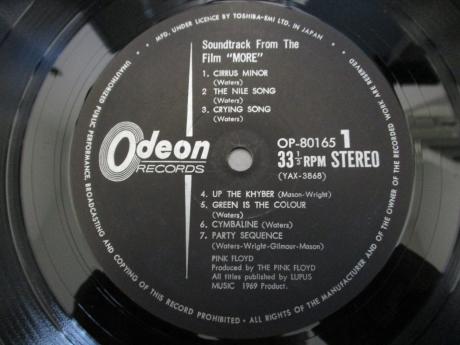 MFD. UNDER LICENCE BY TOSHIBA-EMI LTD. IN JAPAN
Soundtrack From The
Film "MORE"
1. CIRRUS MINOR
(Waters)
2. THE NILE SONG
(Waters)
3. CRYING SONG
(Waters)
Odeon
RECORDS
OP-80165 1
33 1/3 RPM STEREO
(YAX-3868)
4. UP THE KHYBER (Mason-Wright)
5. GREEN IS THE COLOUR
(Waters)
6. CYMBALINE (Waters)
7. PARTY SEQUENCE
(Waters-Wright-Gilmour-Mason)
PINK FLOYD
Produced by THE PINK FLOYD
All titles published by LUPUS
MUSIC 1969 Product.
UNAUTHORIZED PUBLIC PERFORMANCE, BROADCASTING AND COPYING OF THIS RECORD PROHIBITED • ALL RIGHTS OF THE MANUFACTURER AND OF THE OWNER OF THE RECORDED WORK ARE RESERVED